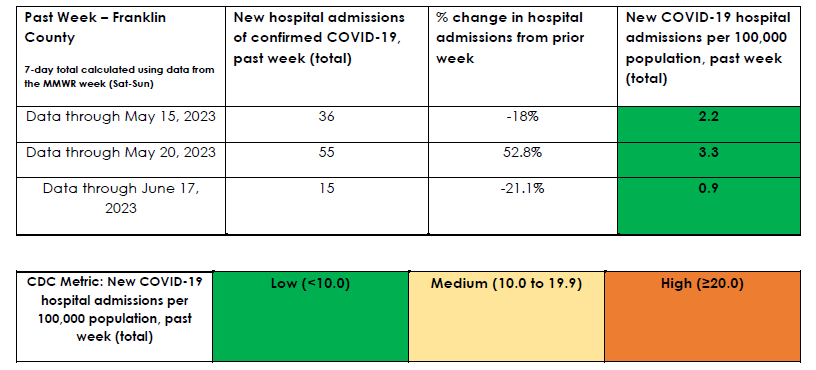 Past Week – Franklin
County
7-day total calculated using data from
the MMWR week (Sat-Sun)
New hospital admissions
of confirmed COVID-19,
past week (total)
% change in hospital
admissions from prior
week
New COVID-19 hospital
admissions per 100,000
population, past week
(total)
Data through May 15, 2023
36
-18%
2.2
Data through May 20, 2023
55
52.8%
3.3
Data through June 17,
2023
15
-21.1%
0.9
CDC Metric: New COVID-19
hospital admissions per
100,000 population, past
week (total)
Low (<10.0)
Medium (10.0 to 19.9)
High (≥20.0)